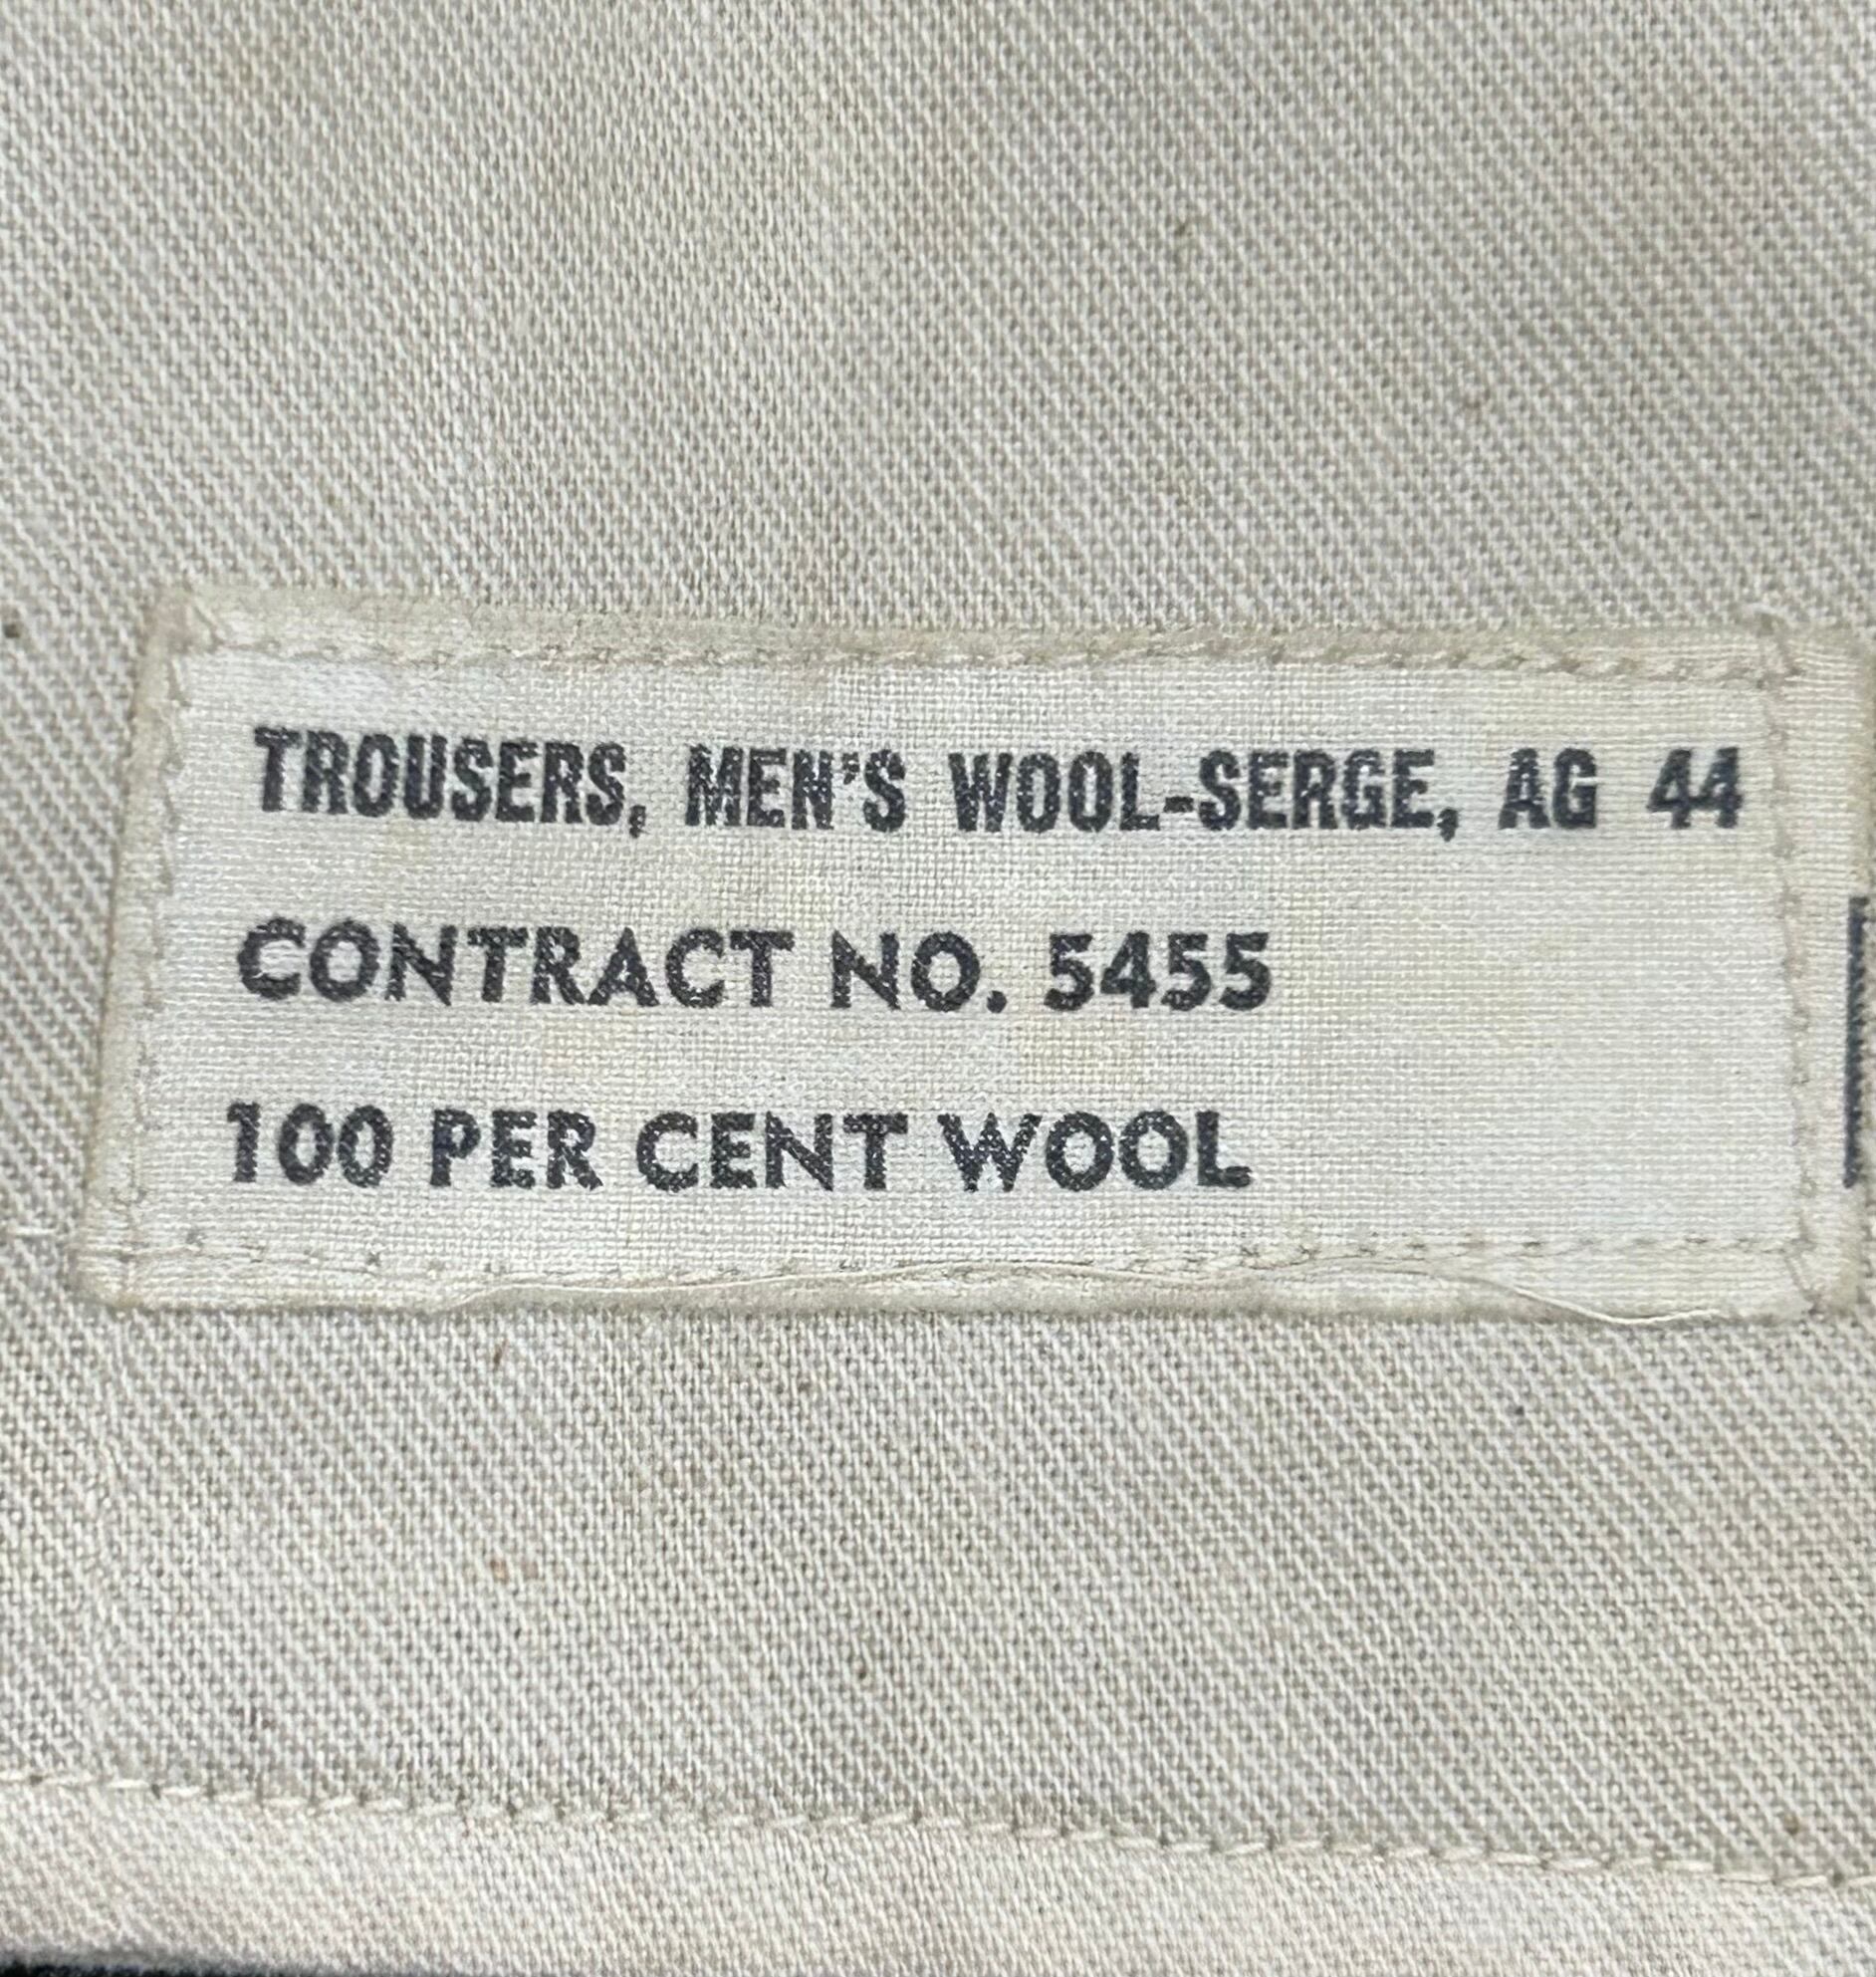 TROUSERS, MEN'S WOOL-SERGE, AG 44
CONTRACT NO. 5455
100 PER CENT WOOL